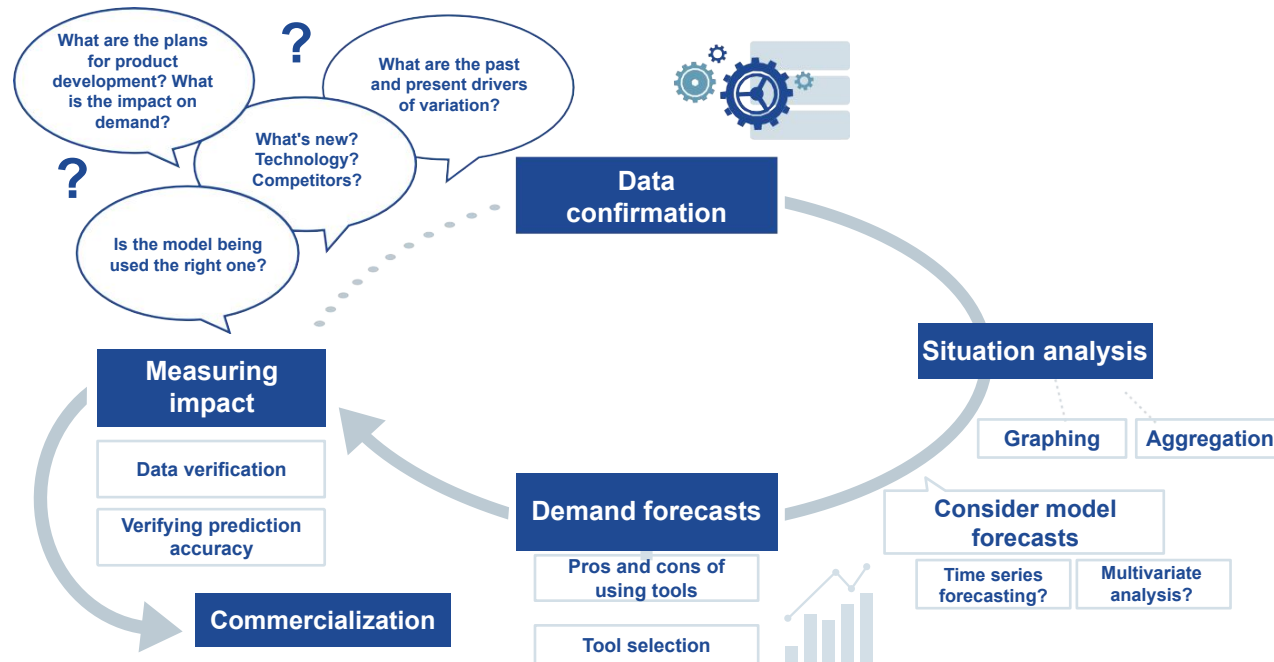 What are the plans
for product
development? What
is the impact on
demand?
?
What are the past
and present drivers
of variation?
What's new?
Technology?
Competitors?
?
Is the model being
used the right one?
Data
confirmation
Situation analysis
Graphing
Aggregation
Consider model
forecasts
Time series
forecasting?
Multivariate
analysis?
Demand forecasts
Pros and cons of
using tools
Tool selection
Measuring
impact
Data verification
Verifying prediction
accuracy
Commercialization